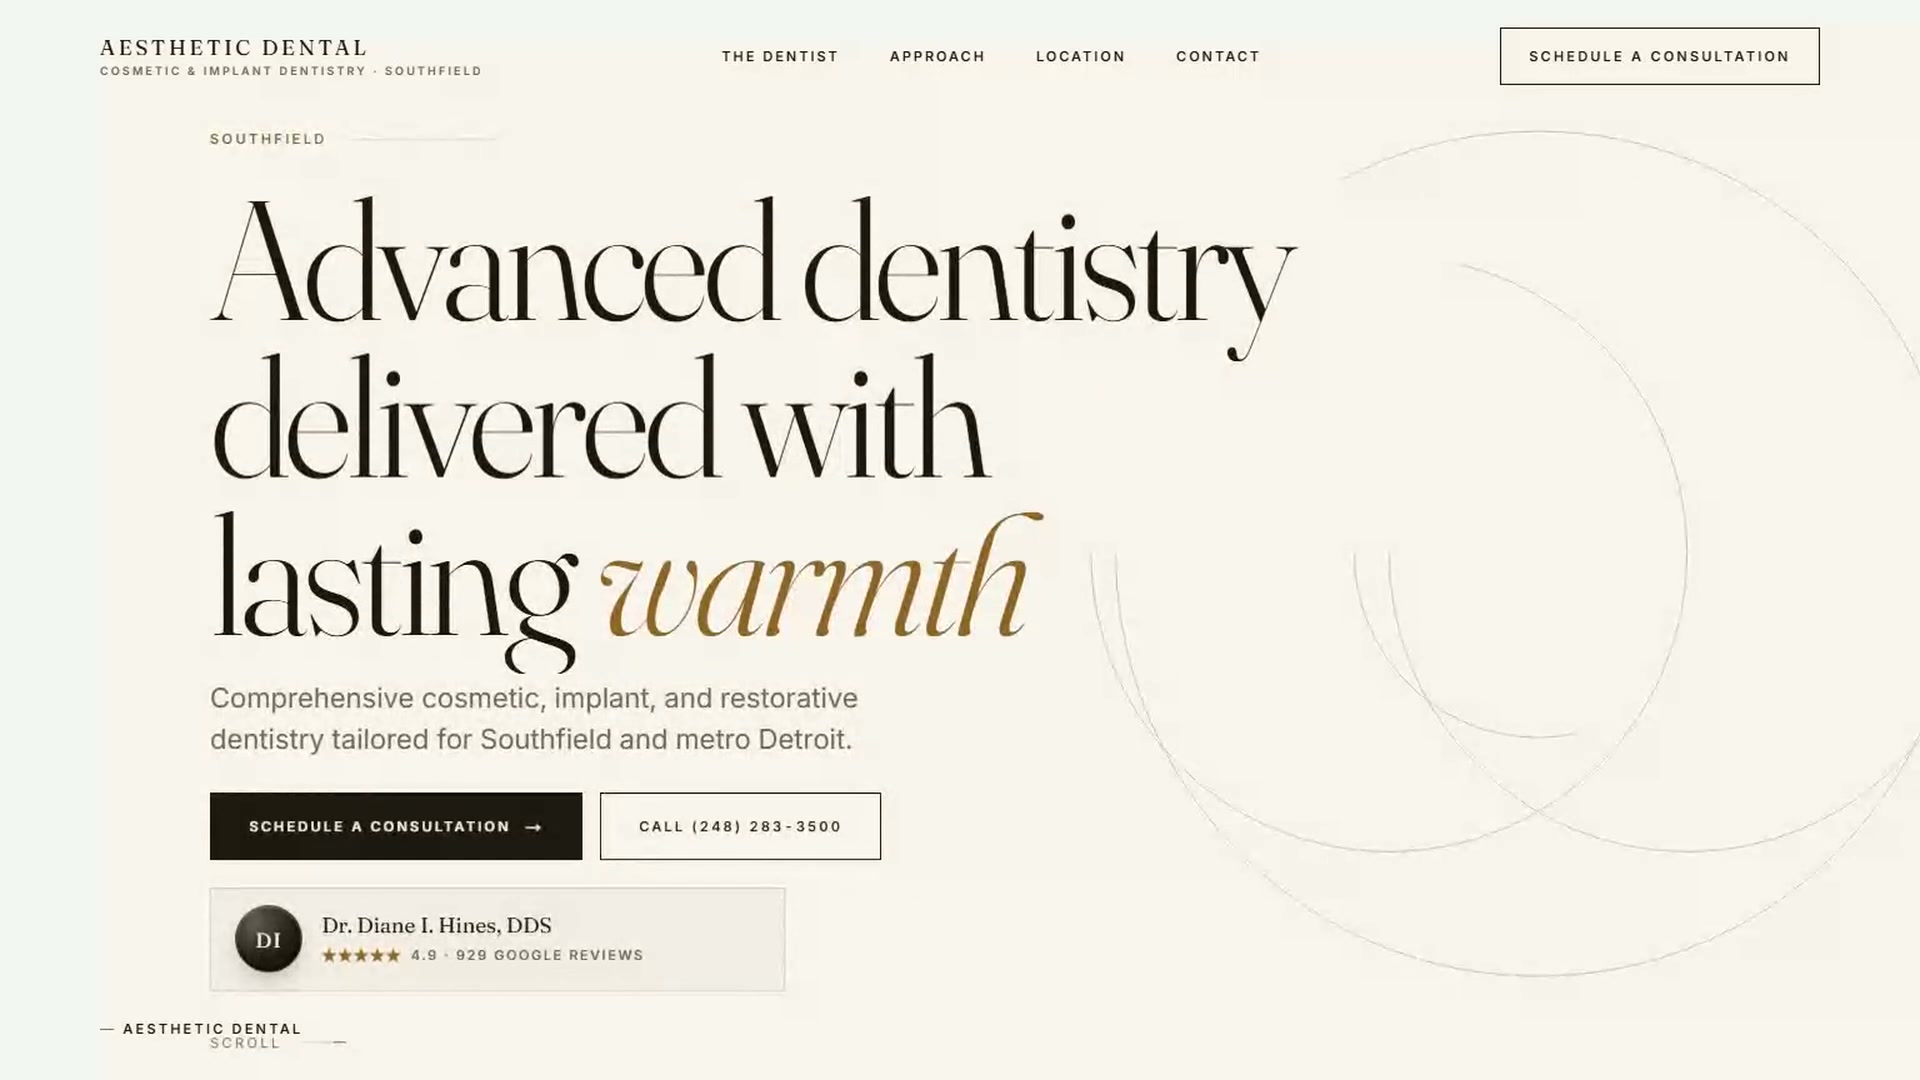 AESTHETIC DENTAL
COSMETIC & IMPLANT DENTISTRY · SOUTHFIELD
THE DENTIST
APPROACH
LOCATION
CONTACT
SCHEDULE A CONSULTATION
SOUTHFIELD
Advanced dentistry
delivered with
lasting warmth
Comprehensive cosmetic, implant, and restorative
dentistry tailored for Southfield and metro Detroit.
SCHEDULE A CONSULTATION →
CALL (248) 283-3500
DI
Dr. Diane I. Hines, DDS
★★★★★ 4.9 · 929 GOOGLE REVIEWS
— AESTHETIC DENTAL
SCROLL